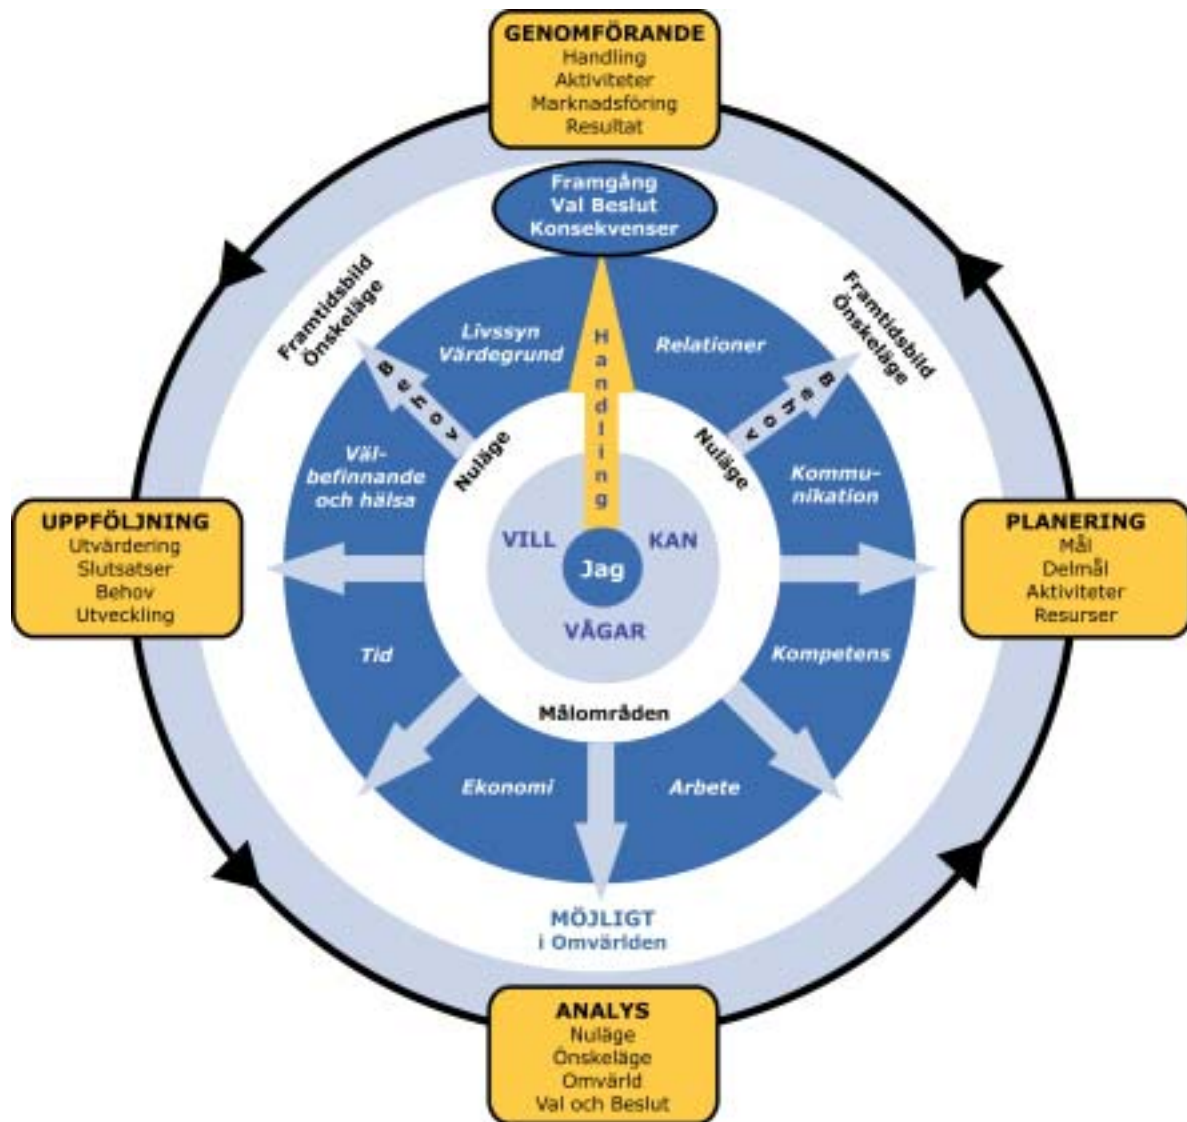 GENOMFÖRANDE
Handling
Aktiviteter
Marknadsföring
Resultat
Framgång
Val Beslut
Konsekvenser
Framtidsbild
Önskeläge
Framtidsbild
Önskeläge
Livssyn
Värdegrund
Handling
Relationer
Behov
Behov
Nuläge
Nuläge
Väl-
befinnande
och hälsa
Kommu-
nikation
UPPFÖLJNING
Utvärdering
Slutsatser
Behov
Utveckling
VILL
KAN
Jag
VÅGAR
PLANERING
Mål
Delmål
Aktiviteter
Resurser
Tid
Kompetens
Målområden
Ekonomi
Arbete
MÖJLIGT
i Omvärlden
ANALYS
Nuläge
Önskeläge
Omvärld
Val och Beslut